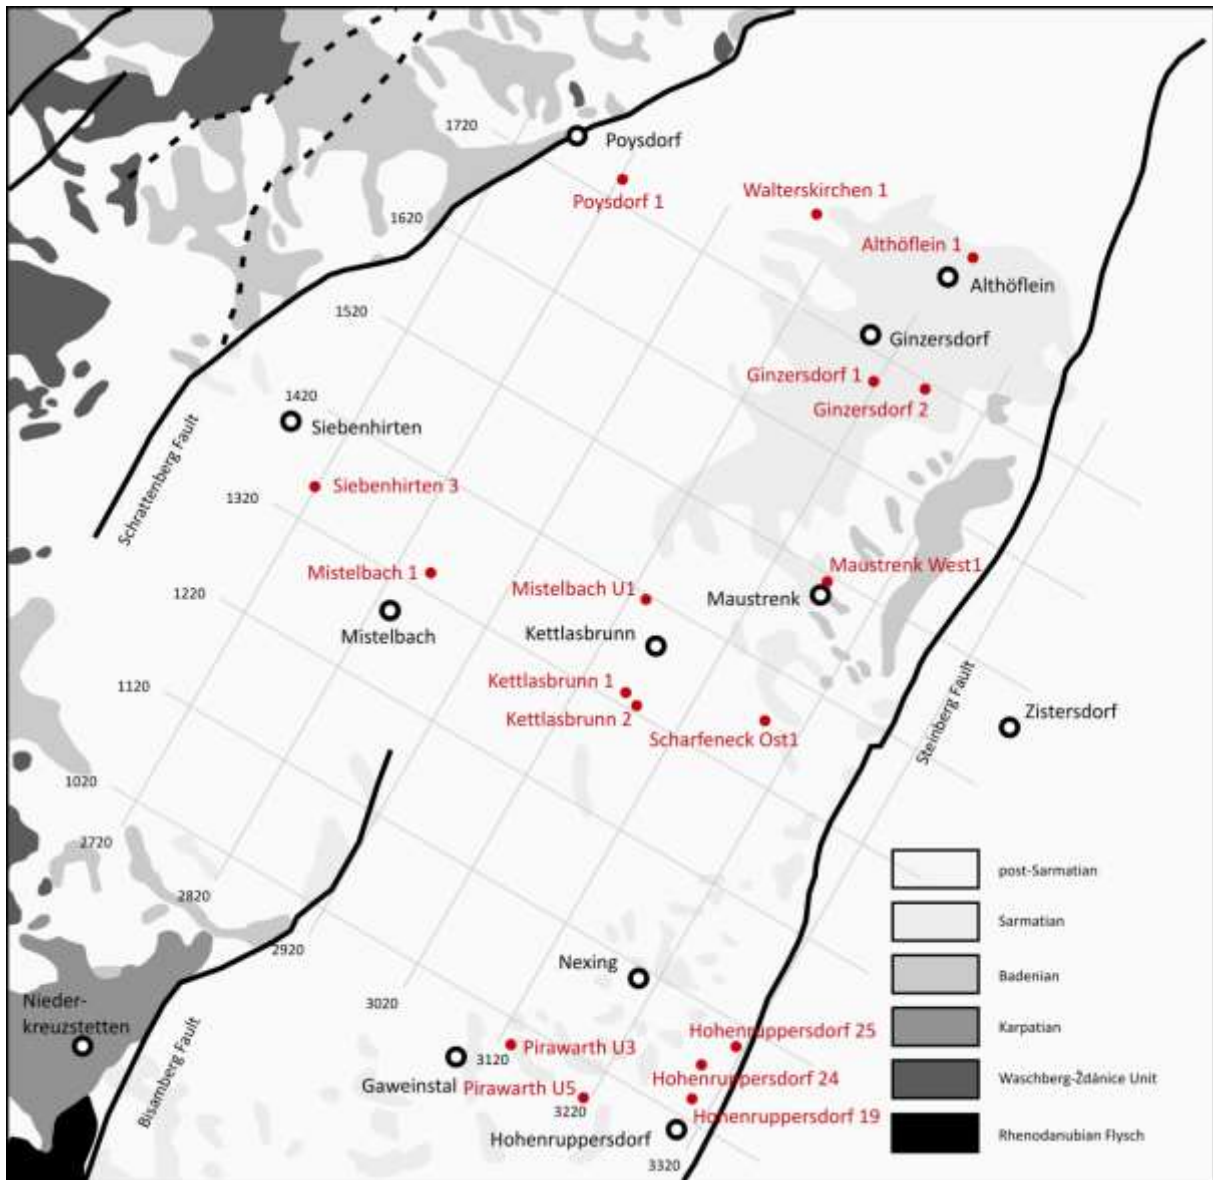 1720
Poysdorf
Poysdorf 1
Walterskirchen 1
1620
Althöflein 1
Althöflein
1520
Ginzersdorf
Ginzersdorf 1
Ginzersdorf 2
1420
Siebenhirten
Schrattenberg Fault
Siebenhirten 3
1320
Mistelbach 1
Mistelbach U1
Maustrenk West1
1220
Maustrenk
Mistelbach
Kettlasbrunn
1120
Kettlasbrunn 1
Kettlasbrunn 2
Scharfeneck Ost1
Steinberg Fault
Zistersdorf
1020
2720
2820
2920
Nexing
3020
Nieder-
kreuzstetten
Bisamberg Fault
Hohenruppersdorf 25
Pirawarth U3
3120
Gaweinstal
Hohenruppersdorf 24
Pirawarth U5
3220
Hohenruppersdorf 19
Hohenruppersdorf
3320
post-Sarmatian
Sarmatian
Badenian
Karpatian
Waschberg-Ždánice Unit
Rhenodanubian Flysch